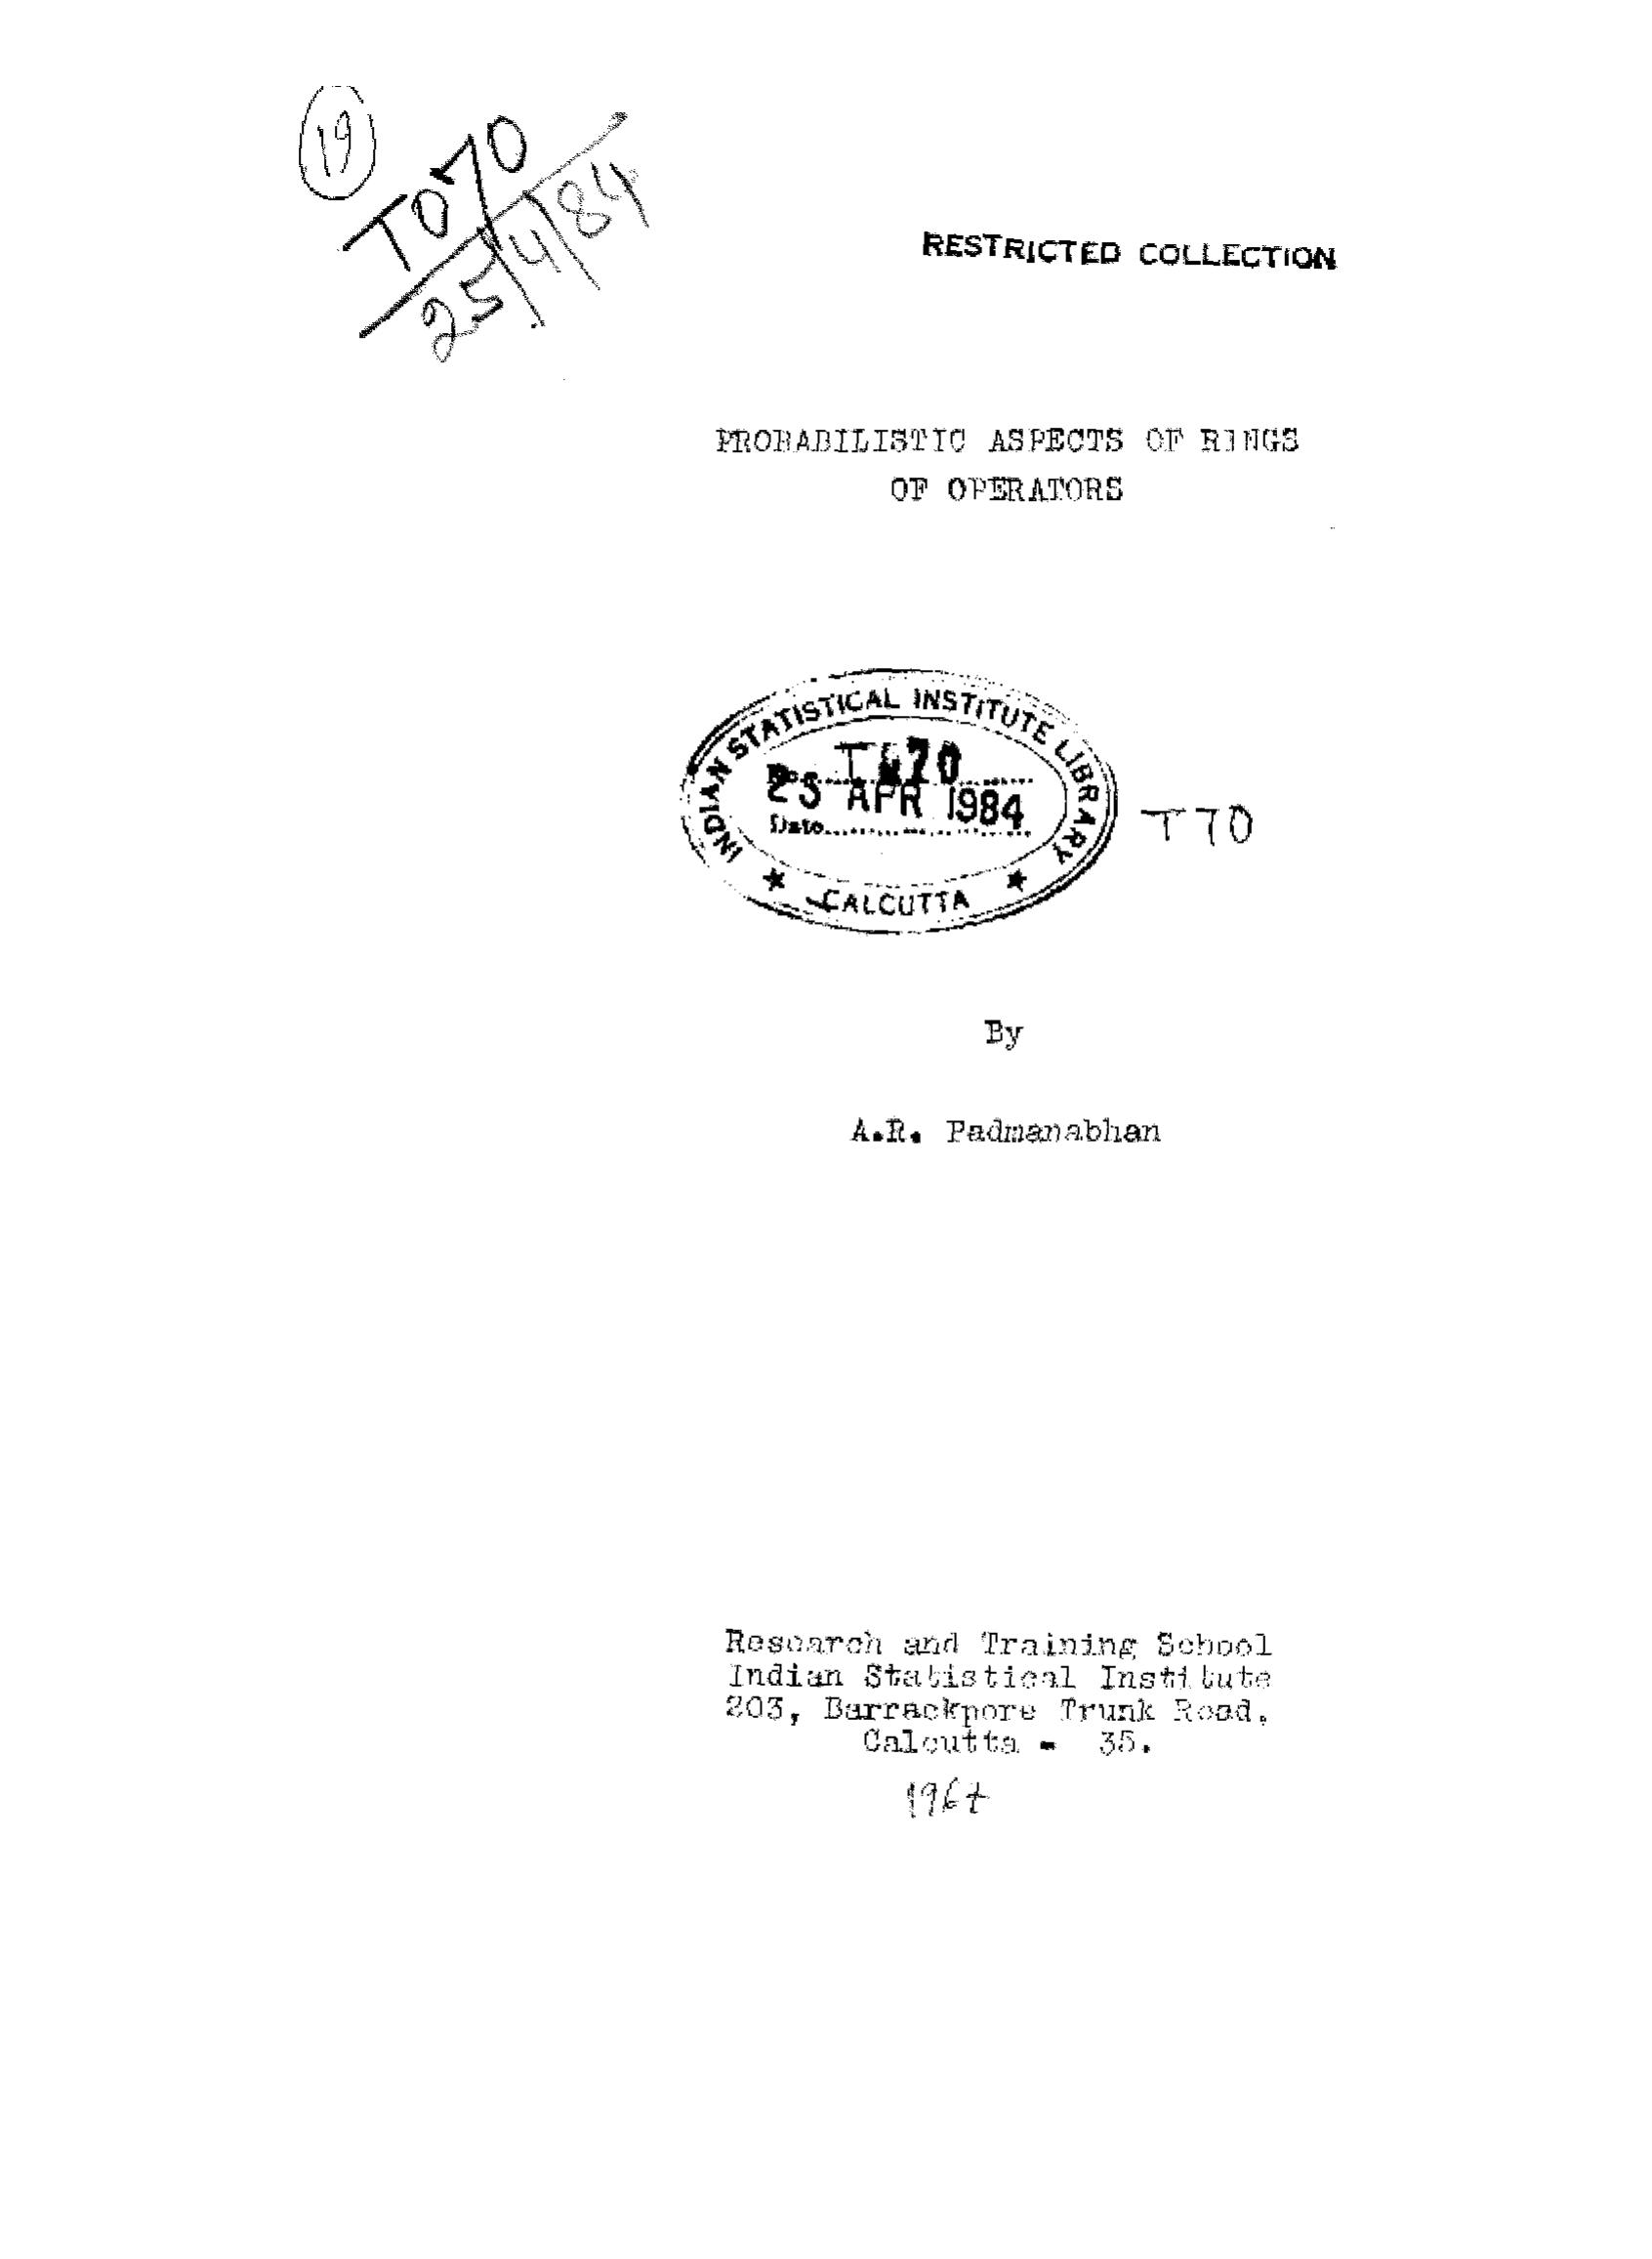 19
T070
25/4/84
RESTRICTED COLLECTION
PROBABILISTIC ASPECTS OF RINGS
OF OPERATORS
INDIAN STATISTICAL INSTITUTE LIBRARY
No. T070
25 APR 1984
Date
CALCUTTA
T70
By
A.R. Padmanabhan
Research and Training School
Indian Statistical Institute
203, Barrackpore Trunk Road,
Calcutta - 35.
1967